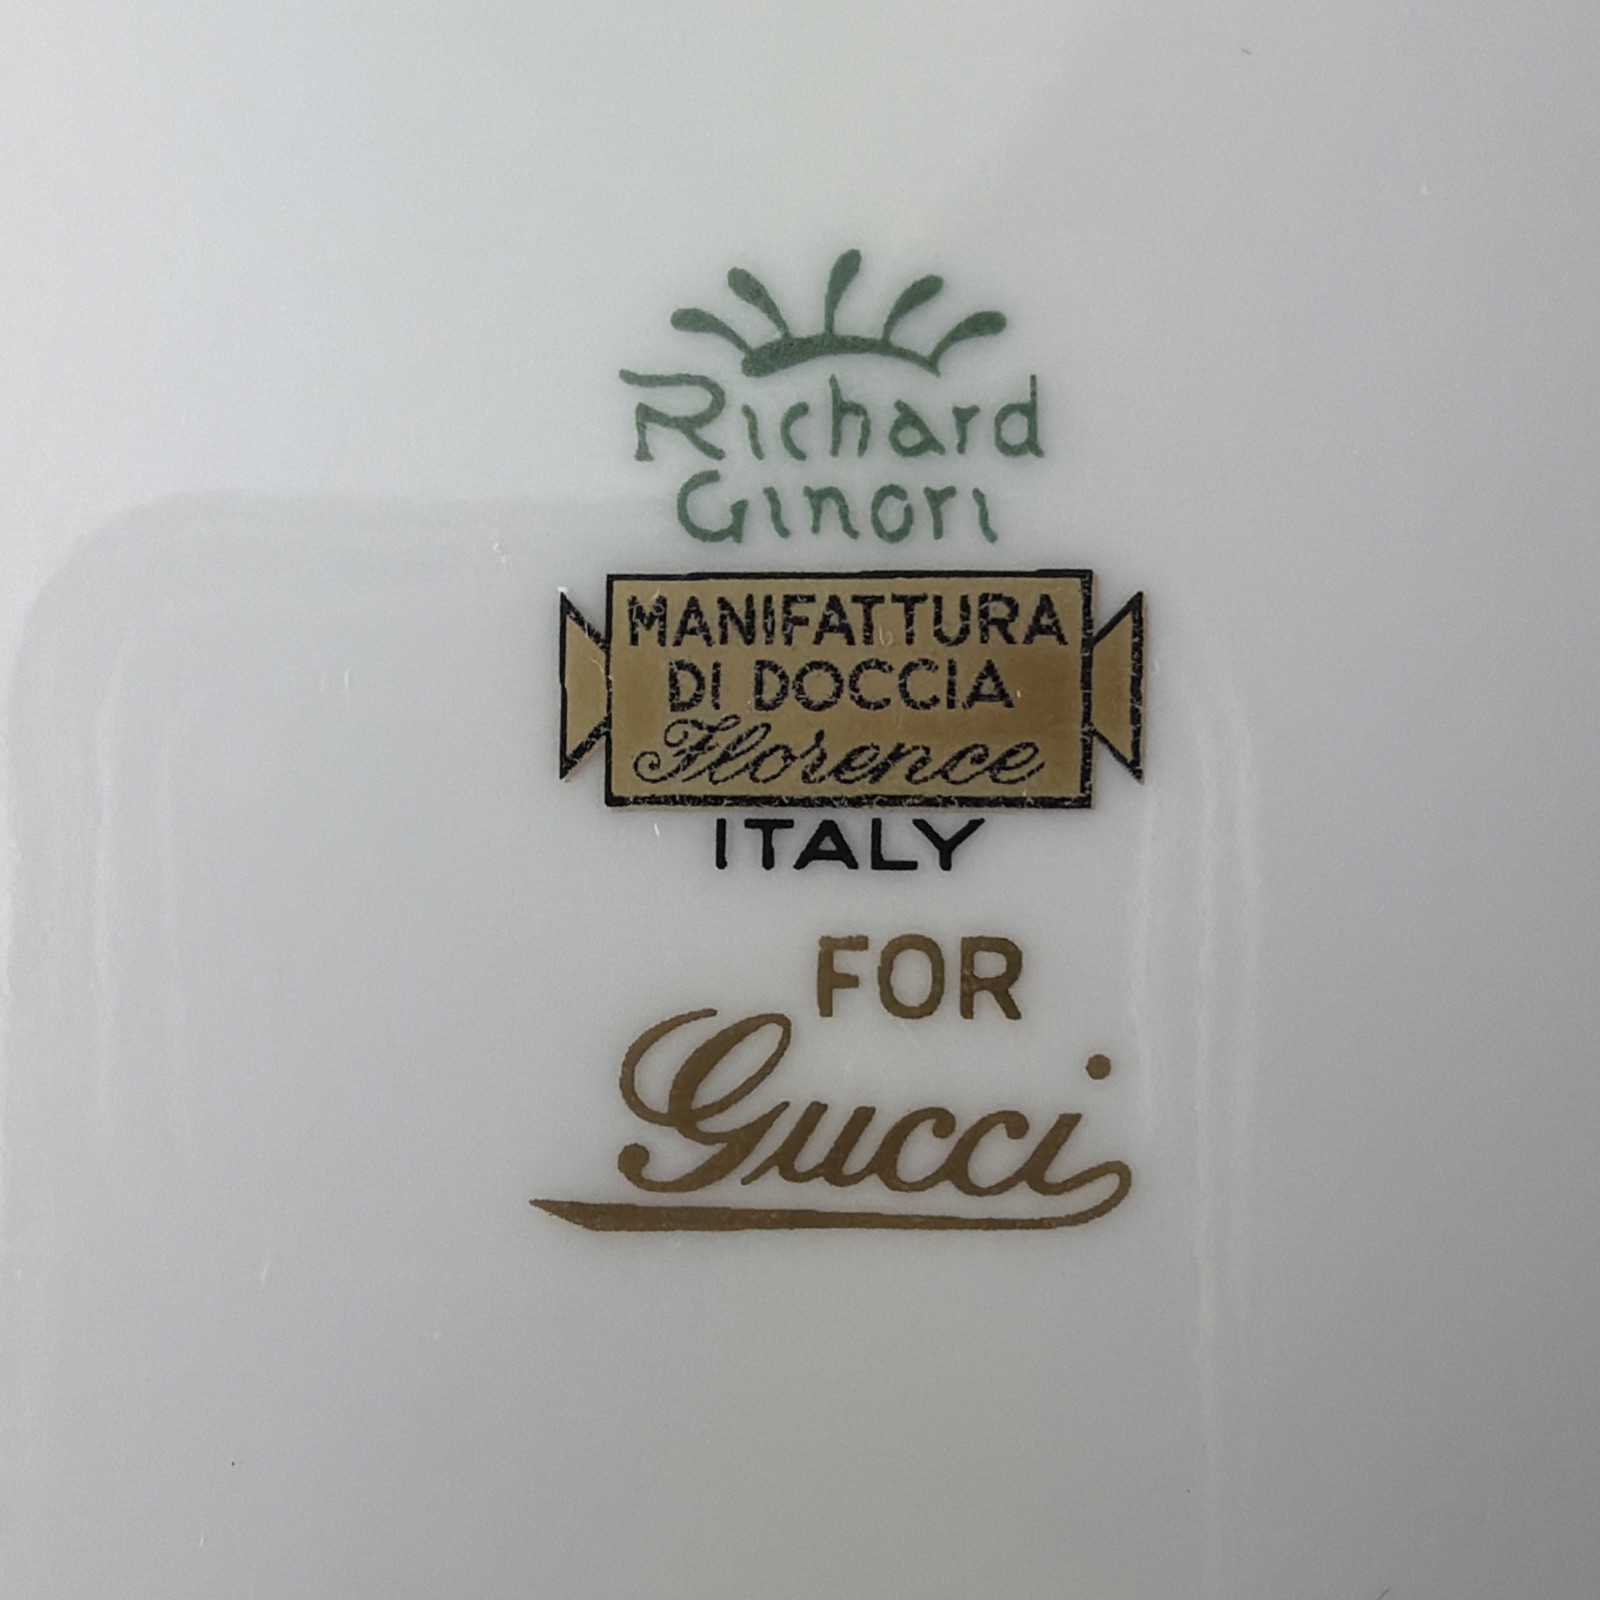 Richard
Ginori
MANIFATTURA
DI DOCCIA
Florence
ITALY
FOR
Gucci